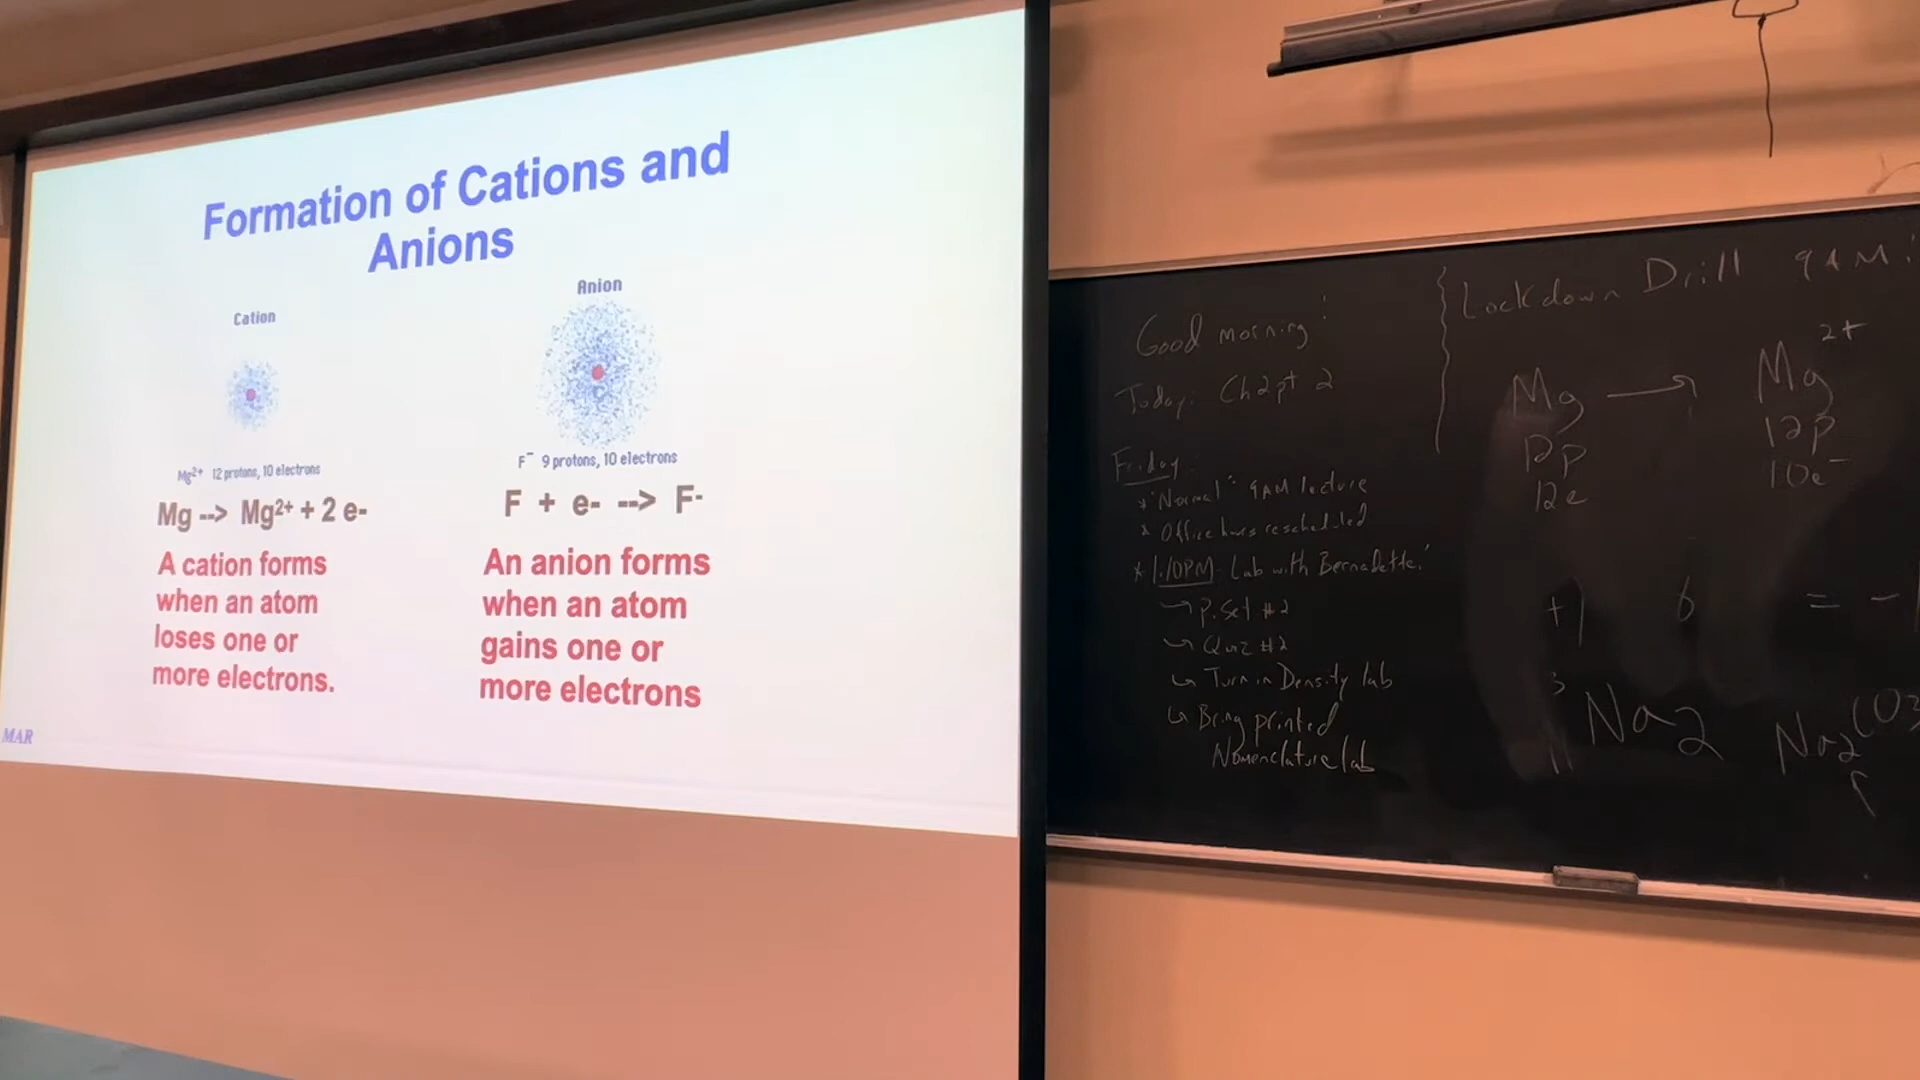 Formation of Cations and
Anions
Cation
Anion
Mg2+ 12 protons, 10 electrons
F- 9 protons, 10 electrons
Mg --> Mg2+ + 2 e-
F + e- --> F-
A cation forms
when an atom
loses one or
more electrons.
An anion forms
when an atom
gains one or
more electrons
MAR
Good morning!
Today: Chapt 2
Friday
* "Normal" 9AM lecture
* Office hours rescheduled
* 1:10PM Lab with Bernadette!
→ P. Set #2
↳ Quiz #2
↳ Turn in Density lab
↳ Bring printed
Nomenclature lab
Lockdown Drill 9AM!
Mg → Mg2+
12p 12p
12e 10e-
+1 6 = -1
Na2 Na2CO3